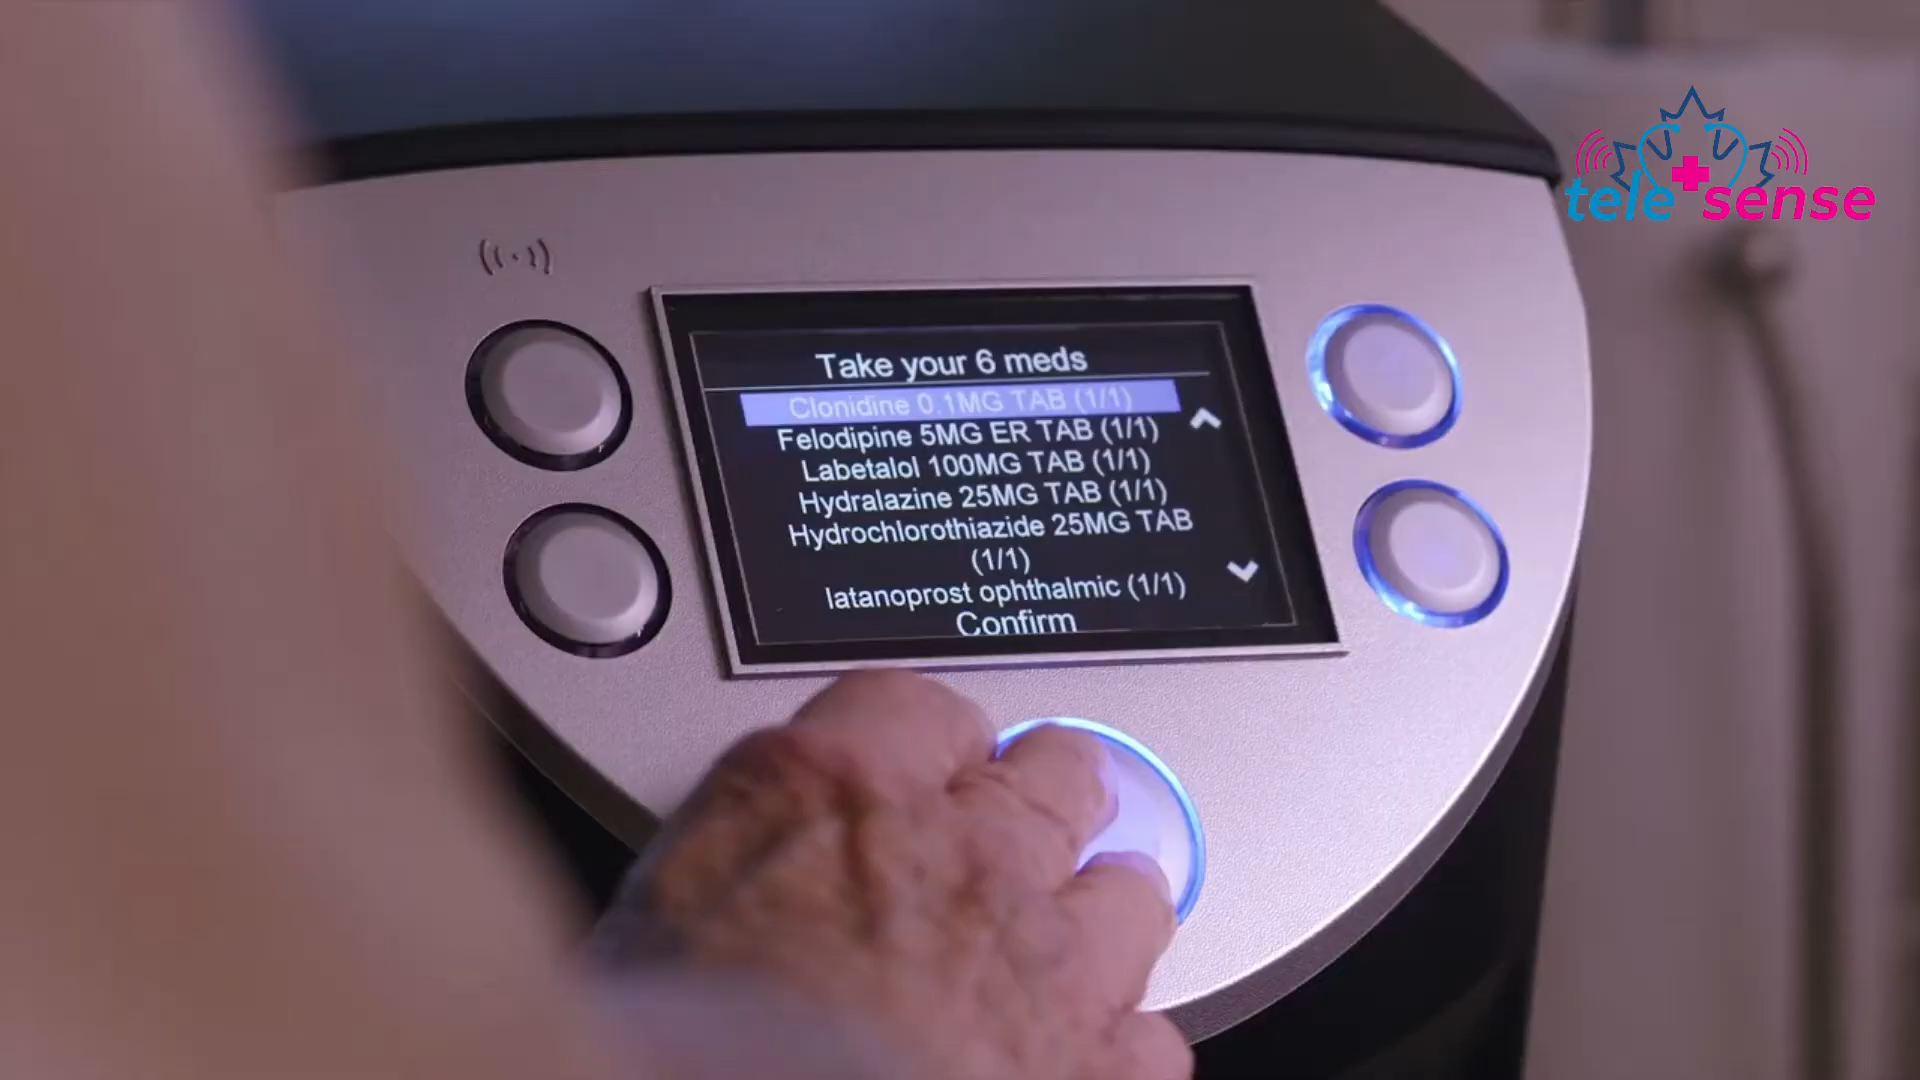 tele sense
Take your 6 meds
Clonidine 0.1MG TAB (1/1)
Felodipine 5MG ER TAB (1/1)
Labetalol 100MG TAB (1/1)
Hydralazine 25MG TAB (1/1)
Hydrochlorothiazide 25MG TAB
(1/1)
latanoprost ophthalmic (1/1)
Confirm